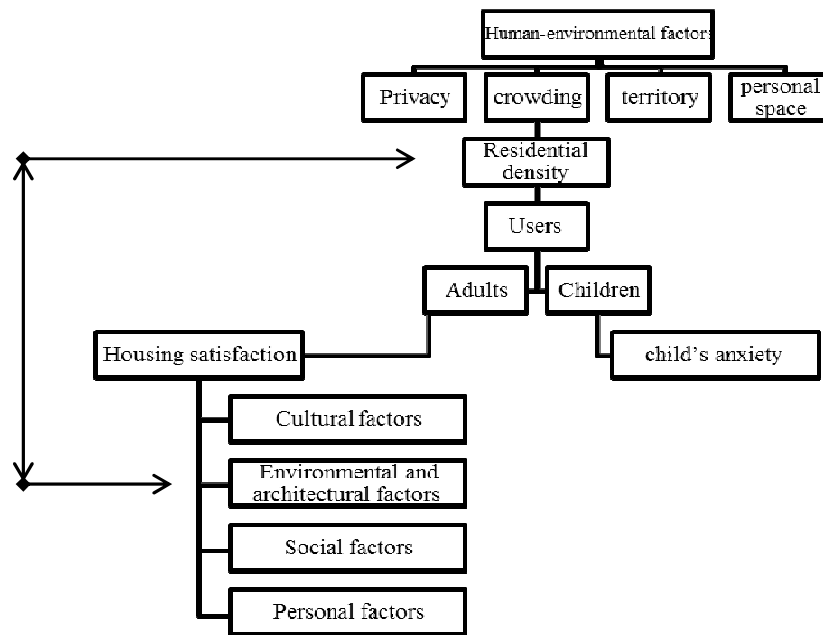 Human-environmental factors
Privacy
crowding
territory
personal
space
Residential
density
Users
Adults
Children
Housing satisfaction
child's anxiety
Cultural factors
Environmental and
architectural factors
Social factors
Personal factors